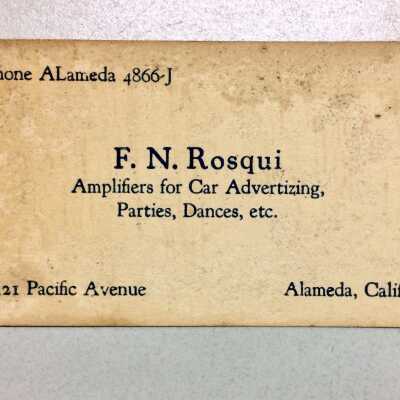 hone ALameda 4866-J
F. N. Rosqui
Amplifiers for Car Advertizing,
Parties, Dances, etc.
21 Pacific Avenue
Alameda, Calif